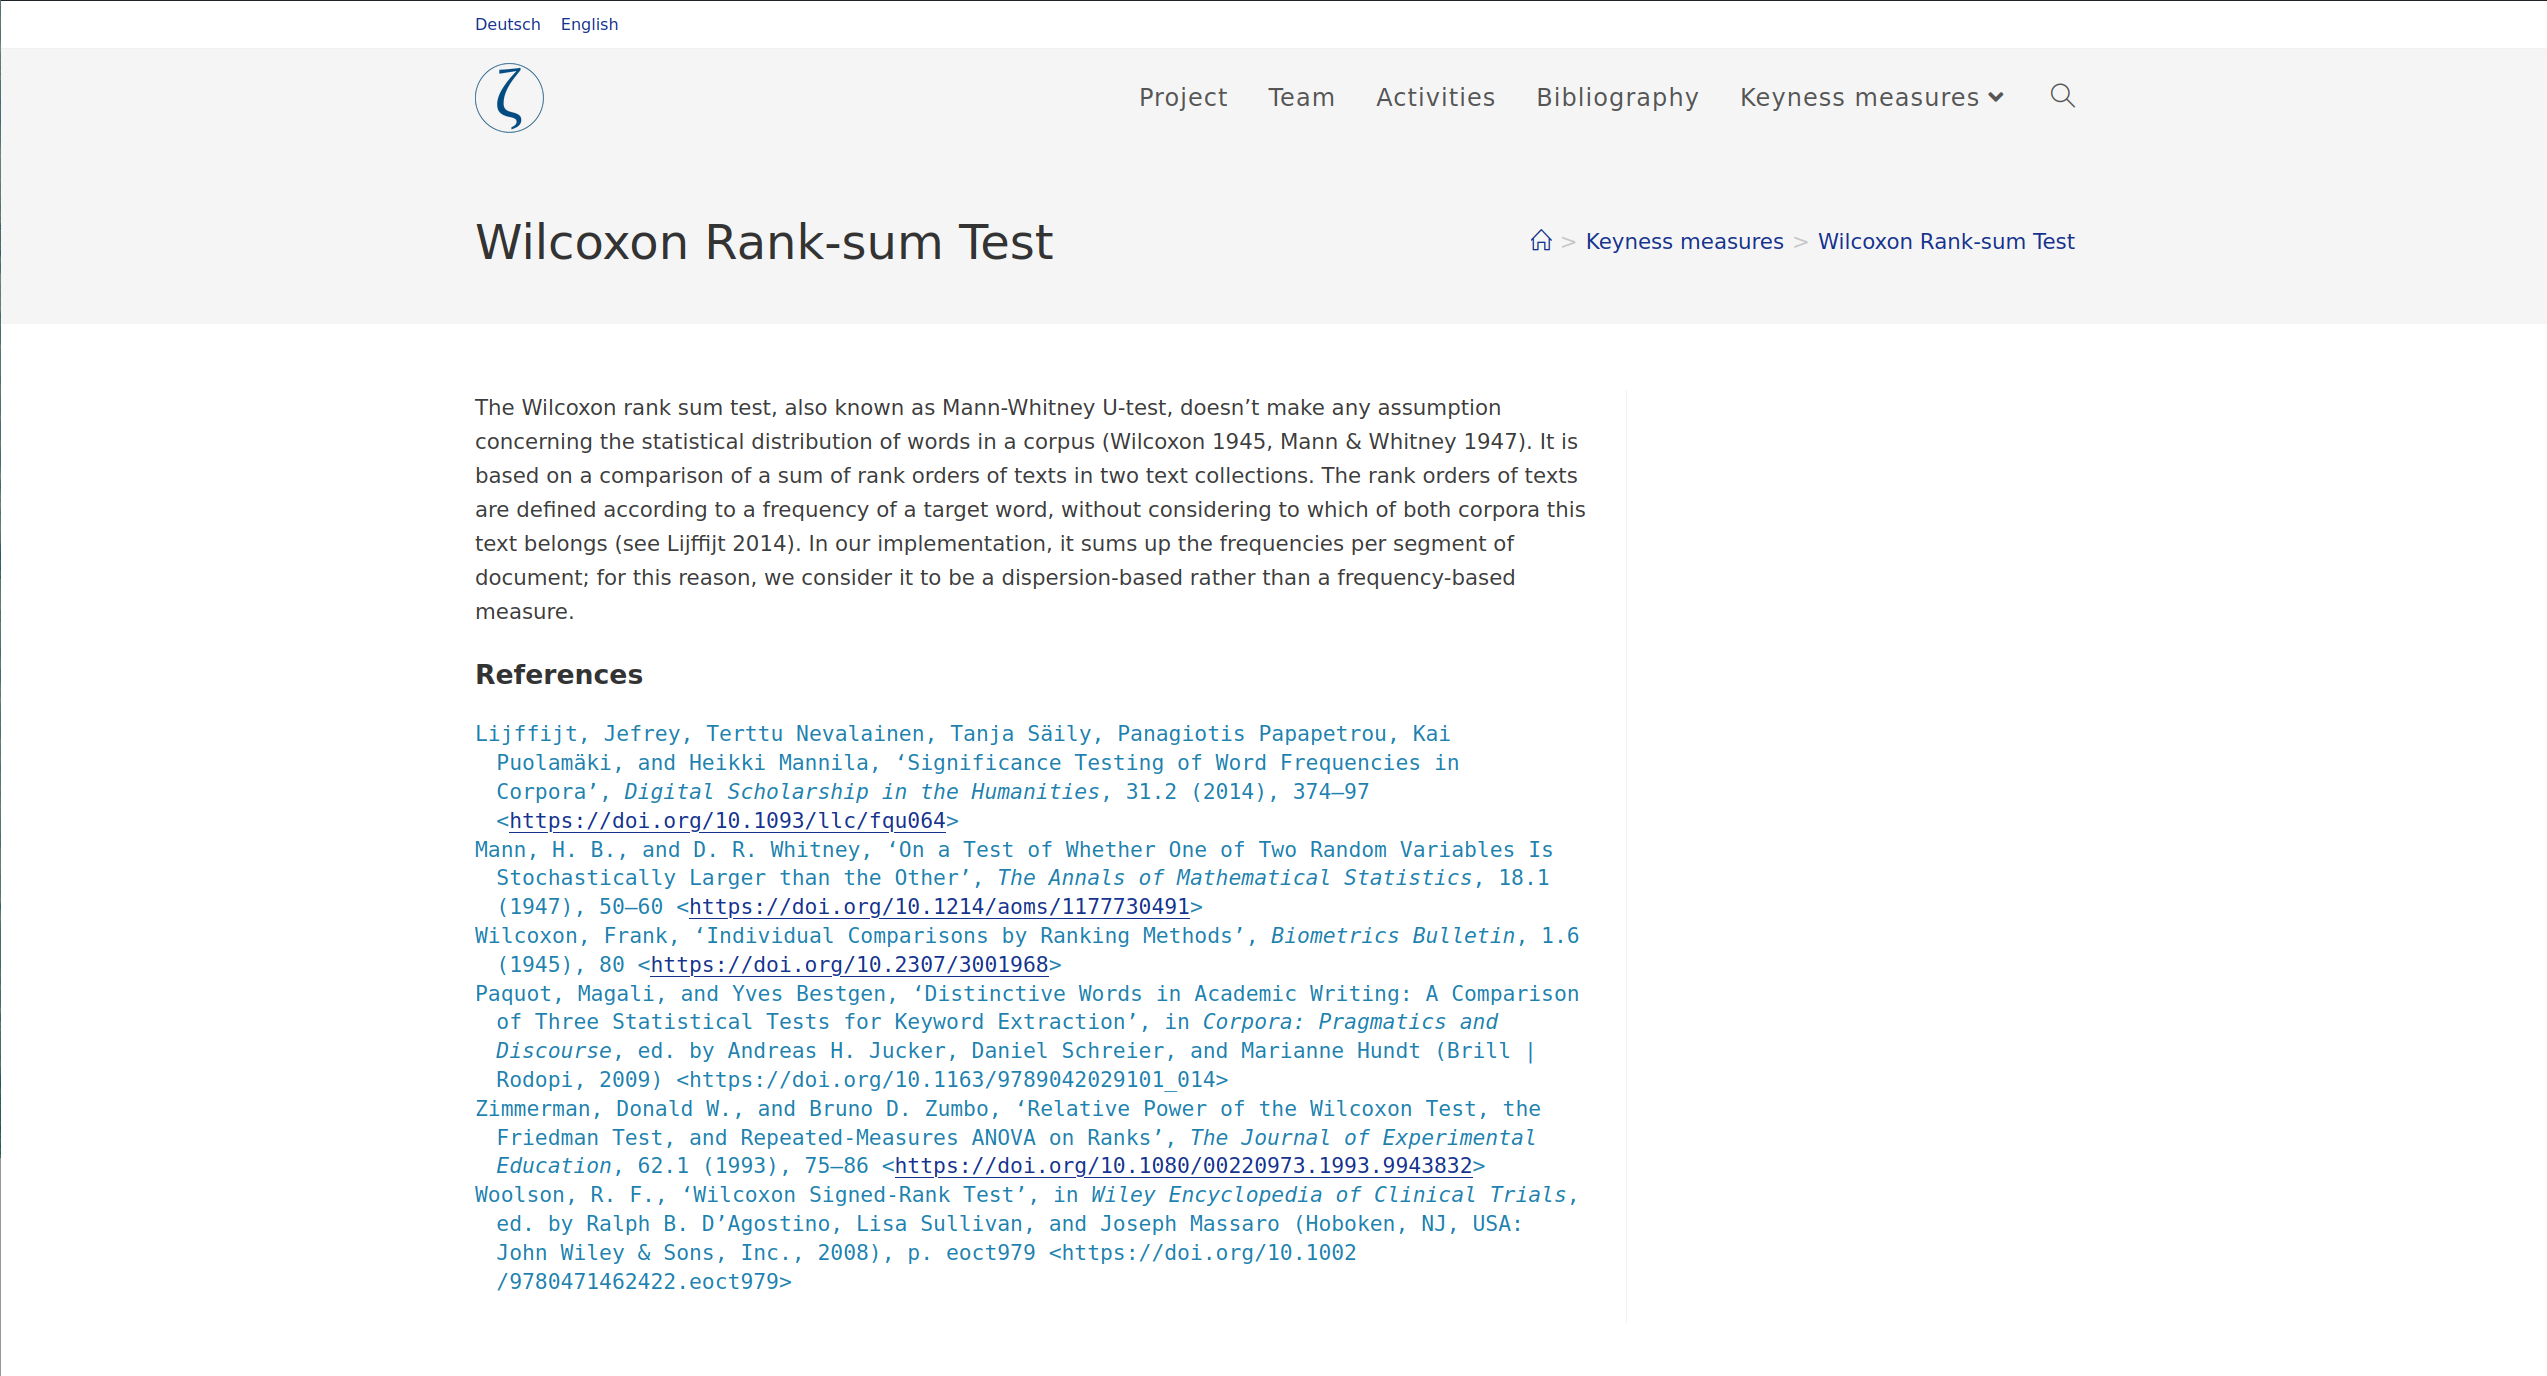 Deutsch English
ζ
Project Team Activities Bibliography Keyness measures
Wilcoxon Rank-sum Test
> Keyness measures > Wilcoxon Rank-sum Test
The Wilcoxon rank sum test, also known as Mann-Whitney U-test, doesn’t make any assumption
concerning the statistical distribution of words in a corpus (Wilcoxon 1945, Mann & Whitney 1947). It is
based on a comparison of a sum of rank orders of texts in two text collections. The rank orders of texts
are defined according to a frequency of a target word, without considering to which of both corpora this
text belongs (see Lijffijt 2014). In our implementation, it sums up the frequencies per segment of
document; for this reason, we consider it to be a dispersion-based rather than a frequency-based
measure.
References
Lijffijt, Jefrey, Terttu Nevalainen, Tanja Säily, Panagiotis Papapetrou, Kai
Puolamäki, and Heikki Mannila, ‘Significance Testing of Word Frequencies in
Corpora’, Digital Scholarship in the Humanities, 31.2 (2014), 374–97
<https://doi.org/10.1093/llc/fqu064>
Mann, H. B., and D. R. Whitney, ‘On a Test of Whether One of Two Random Variables Is
Stochastically Larger than the Other’, The Annals of Mathematical Statistics, 18.1
(1947), 50–60 <https://doi.org/10.1214/aoms/1177730491>
Wilcoxon, Frank, ‘Individual Comparisons by Ranking Methods’, Biometrics Bulletin, 1.6
(1945), 80 <https://doi.org/10.2307/3001968>
Paquot, Magali, and Yves Bestgen, ‘Distinctive Words in Academic Writing: A Comparison
of Three Statistical Tests for Keyword Extraction’, in Corpora: Pragmatics and
Discourse, ed. by Andreas H. Jucker, Daniel Schreier, and Marianne Hundt (Brill |
Rodopi, 2009) <https://doi.org/10.1163/9789042029101_014>
Zimmerman, Donald W., and Bruno D. Zumbo, ‘Relative Power of the Wilcoxon Test, the
Friedman Test, and Repeated-Measures ANOVA on Ranks’, The Journal of Experimental
Education, 62.1 (1993), 75–86 <https://doi.org/10.1080/00220973.1993.9943832>
Woolson, R. F., ‘Wilcoxon Signed-Rank Test’, in Wiley Encyclopedia of Clinical Trials,
ed. by Ralph B. D’Agostino, Lisa Sullivan, and Joseph Massaro (Hoboken, NJ, USA:
John Wiley & Sons, Inc., 2008), p. eoct979 <https://doi.org/10.1002
/9780471462422.eoct979>